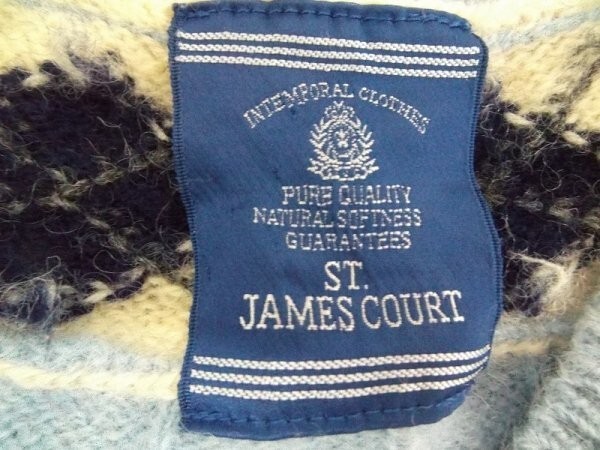 INTEMPORAL CLOTHES
PURE QUALITY
NATURAL SOFTNESS
GUARANTEES
ST.
JAMES COURT